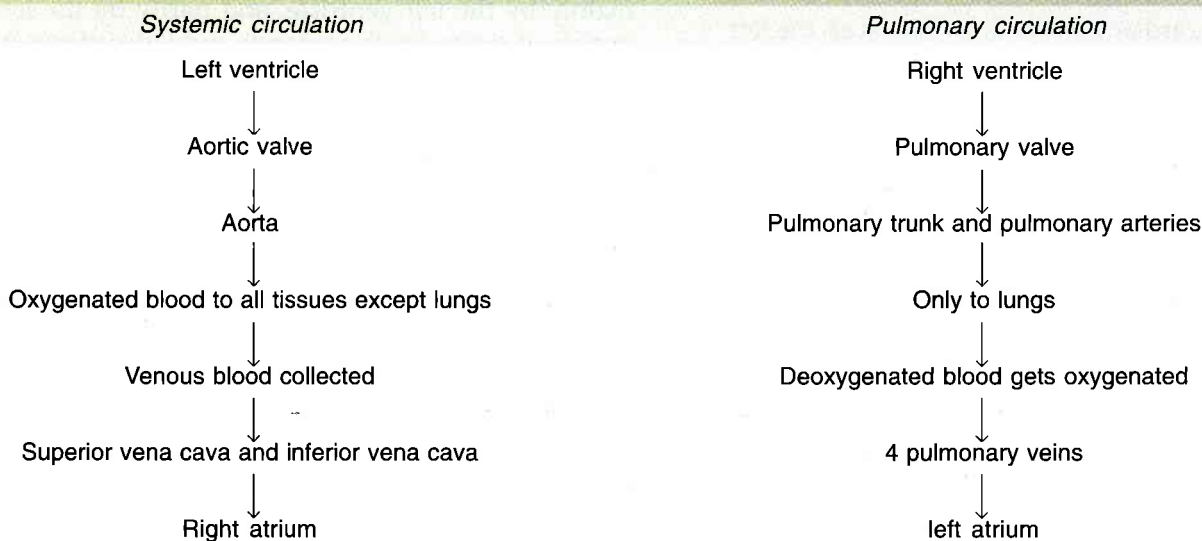 Systemic circulation
Left ventricle
Aortic valve
Aorta
Oxygenated blood to all tissues except lungs
Venous blood collected
Superior vena cava and inferior vena cava
Right atrium
Pulmonary circulation
Right ventricle
Pulmonary valve
Pulmonary trunk and pulmonary arteries
Only to lungs
Deoxygenated blood gets oxygenated
4 pulmonary veins
left atrium